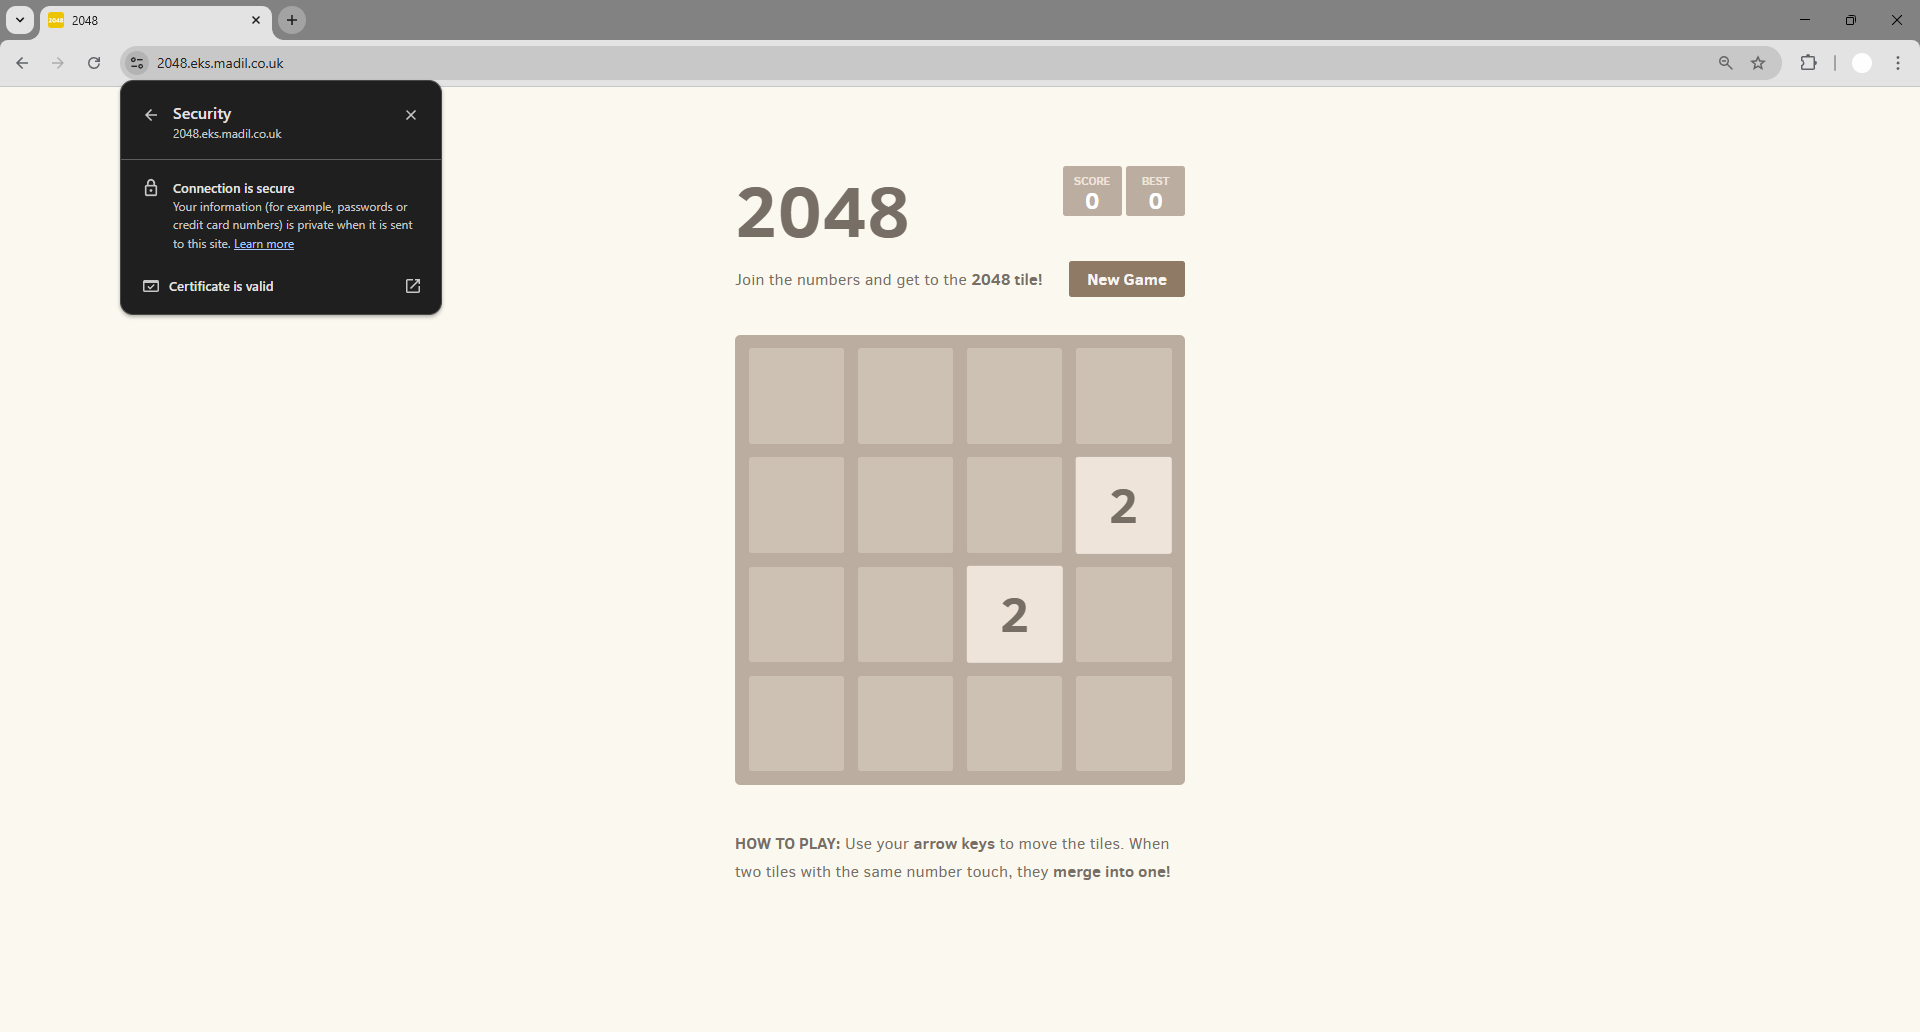 2048
2048.eks.madil.co.uk
Security
2048.eks.madil.co.uk
Connection is secure
Your information (for example, passwords or
credit card numbers) is private when it is sent
to this site. Learn more
Certificate is valid
2048
SCORE
0
BEST
0
Join the numbers and get to the 2048 tile!
New Game
2
2
HOW TO PLAY: Use your arrow keys to move the tiles. When
two tiles with the same number touch, they merge into one!